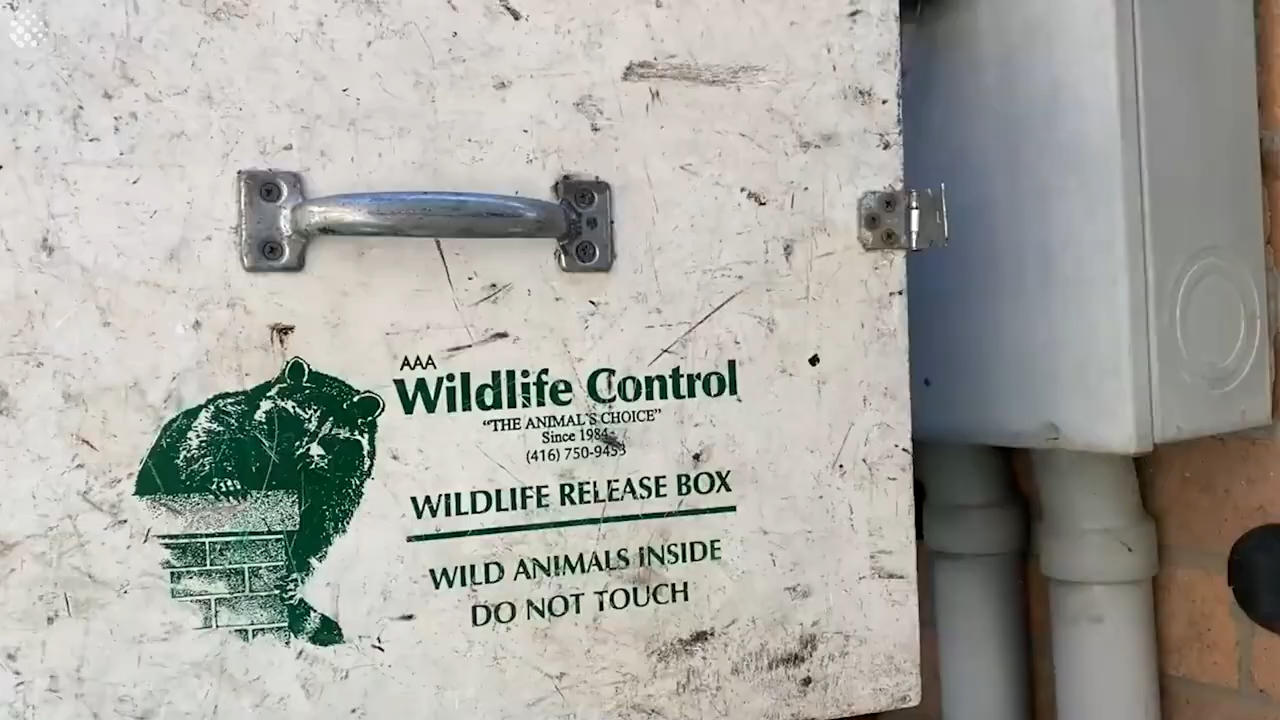 AAA
Wildlife Control
“THE ANIMAL'S CHOICE”
Since 1984
(416) 750-9453
WILDLIFE RELEASE BOX
WILD ANIMALS INSIDE
DO NOT TOUCH